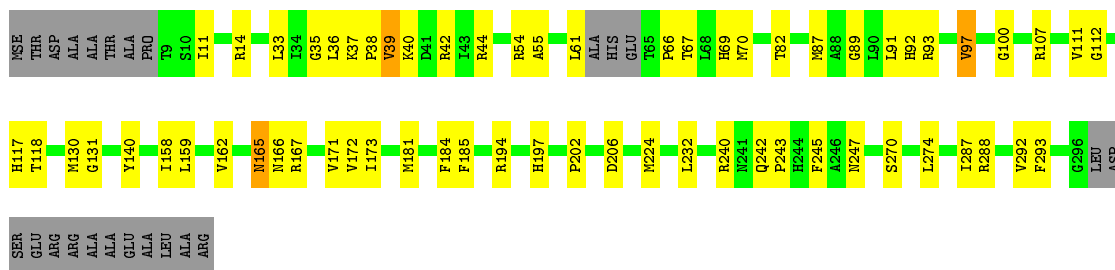 MSE THR ASP ALA ALA THR ALA PRO T9 S10 I11 R14 L33 I34 G35 L36 K37 P38 V39 K40 D41 R42 I43 R44 R54 A55 L61 ALA HIS GLU T65 P66 T67 L68 H69 M70 T82 M87 A88 G89 L90 L91 H92 R93 V97 G100 R107 V111 G112
H117 T118 M130 G131 Y140 I158 L159 V162 N165 N166 R167 V171 V172 I173 M181 F184 F185 R194 H197 P202 D206 M224 L232 R240 N241 Q242 P243 H244 F245 A246 N247 S270 L274 I287 R288 V292 F293 G296 LEU ASP
SER GLU ARG ARG ALA ALA GLU ALA LEU ALA ARG